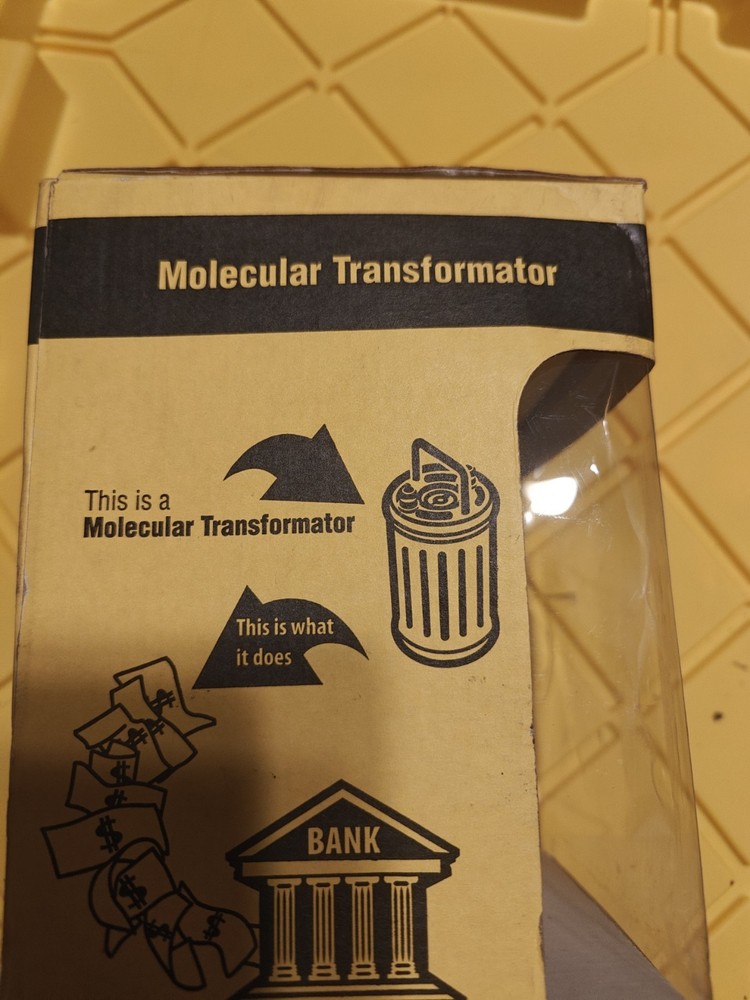 Molecular Transformator
This is a
Molecular Transformator
This is what
it does
$
$
$
$
$
$
$
$
$
BANK